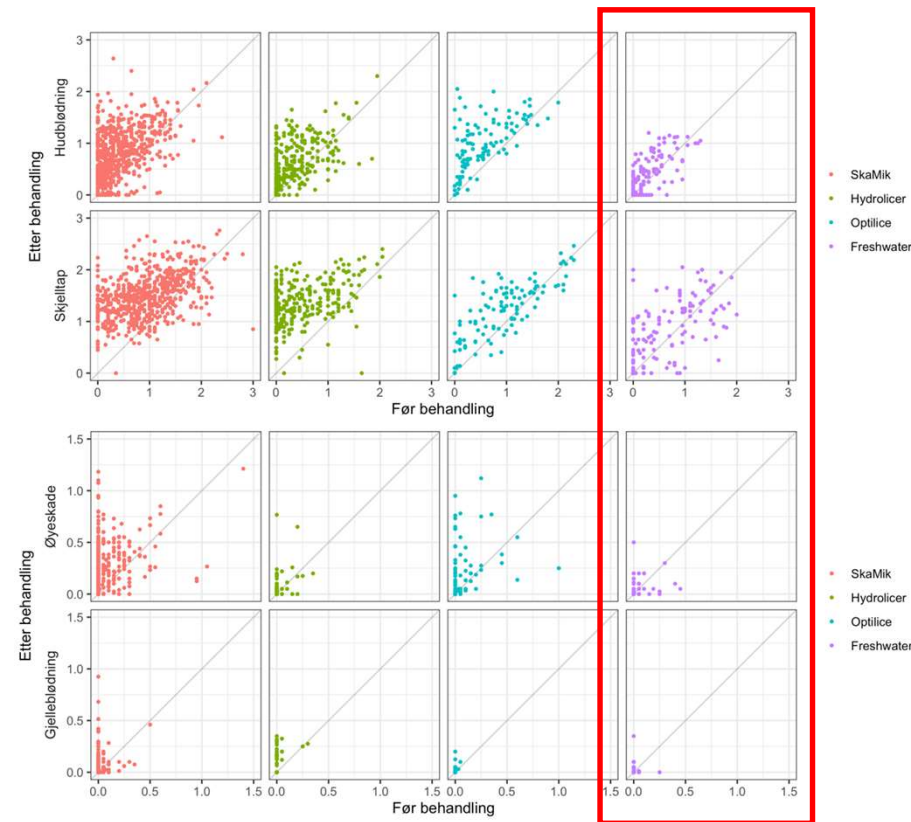 Etter behandling
Hudblødning
3
2
1
0
Skjelltap
3
2
1
0
0 1 2 3 0 1 2 3 0 1 2 3 0 1 2 3
Før behandling
SkaMik
Hydrolicer
Optilice
Freshwater
Etter behandling
Øyeskade
1.5
1.0
0.5
0.0
Gjelleblødning
1.5
1.0
0.5
0.0
0.0 0.5 1.0 1.5 0.0 0.5 1.0 1.5 0.0 0.5 1.0 1.5 0.0 0.5 1.0 1.5
Før behandling
SkaMik
Hydrolicer
Optilice
Freshwater